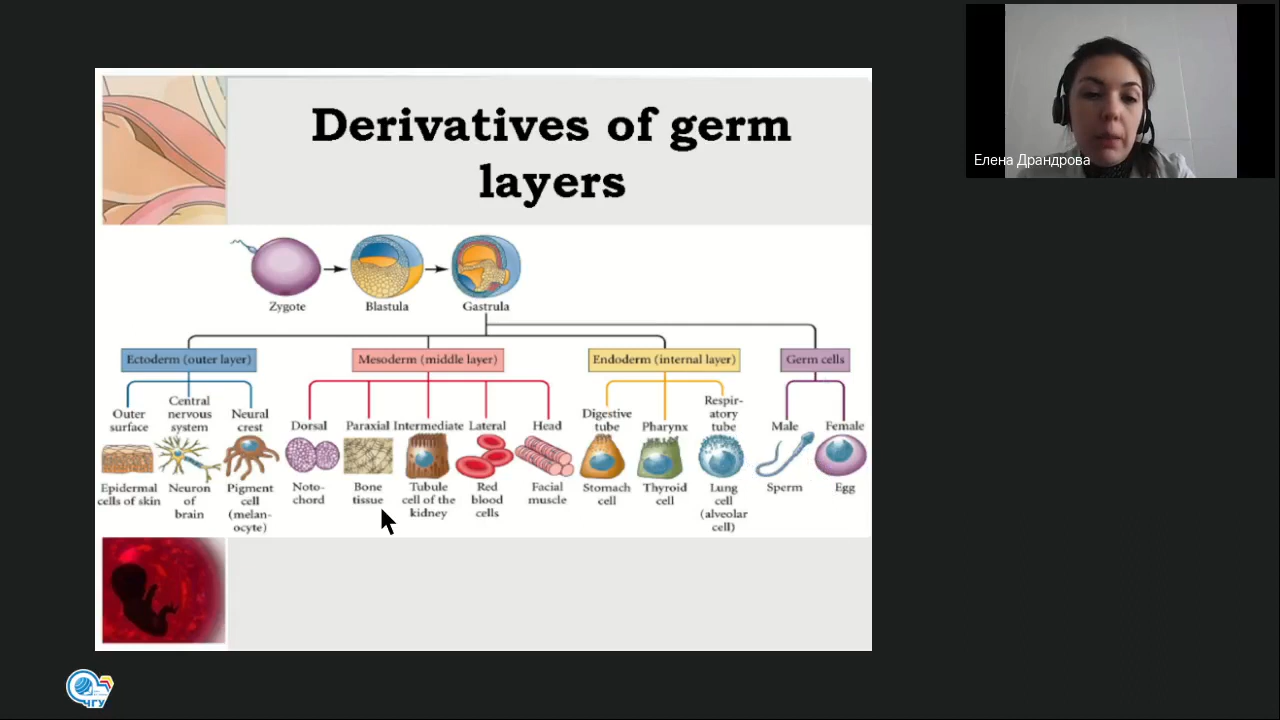 Елена Драндрова
Derivatives of germ
layers
Zygote
Blastula
Gastrula
Ectoderm (outer layer)
Mesoderm (middle layer)
Endoderm (internal layer)
Germ cells
Outer
surface
Central
nervous
system
Neural
crest
Dorsal
Paraxial
Intermediate
Lateral
Head
Digestive
tube
Pharynx
Respir-
atory
tube
Male
Female
Epidermal
cells of skin
Neuron
of
brain
Pigment
cell
(melan-
ocyte)
Noto-
chord
Bone
tissue
Tubule
cell of the
kidney
Red
blood
cells
Facial
muscle
Stomach
cell
Thyroid
cell
Lung
cell
(alveolar
cell)
Sperm
Egg
ЧГУ